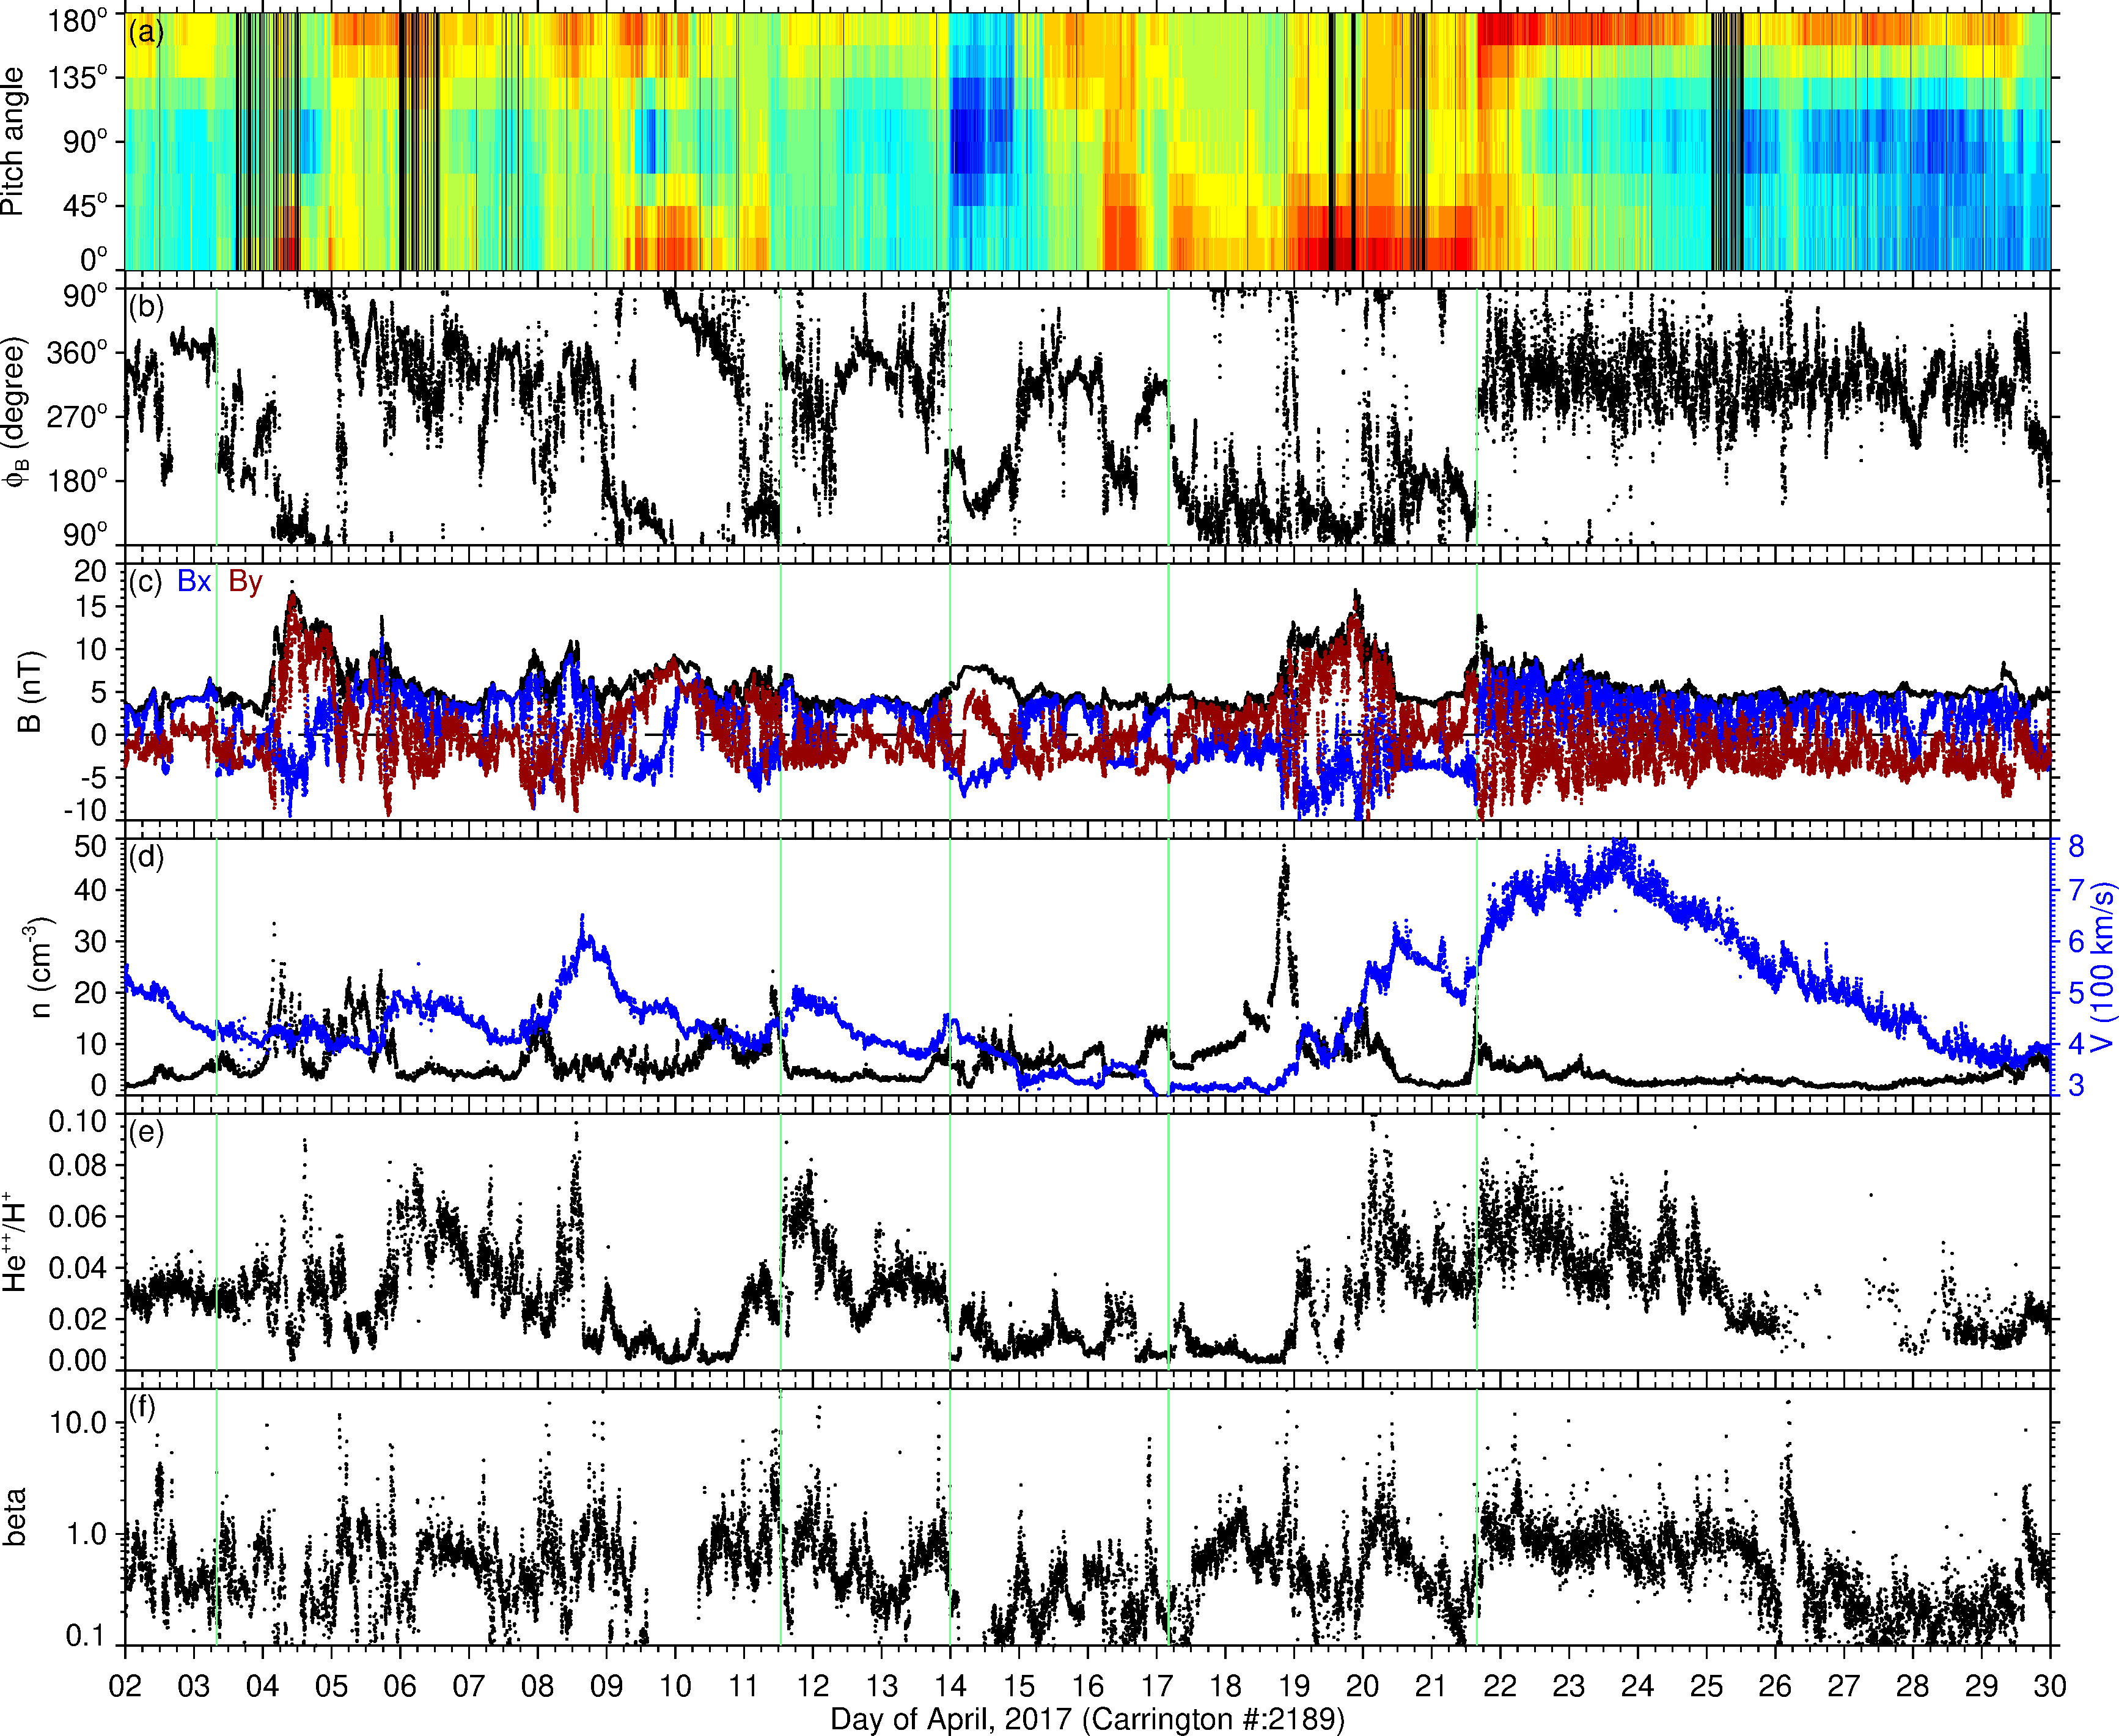 (a)
180°
135°
90°
45°
0°
Pitch angle
(b)
90°
360°
270°
180°
90°
ϕB (degree)
(c) Bx By
20
15
10
5
0
-5
-10
B (nT)
(d)
50
40
30
20
10
0
n (cm-3)
8
7
6
5
4
3
V (100 km/s)
(e)
0.10
0.08
0.06
0.04
0.02
0.00
He++/H+
(f)
10.0
1.0
0.1
beta
02 03 04 05 06 07 08 09 10 11 12 13 14 15 16 17 18 19 20 21 22 23 24 25 26 27 28 29 30
Day of April, 2017 (Carrington #:2189)